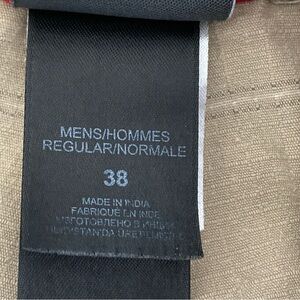 MENS/HOMMES
REGULAR/NORMALE
38
MADE IN INDIA
FABRIQUE EN INDE
ИЗГОТОВЛЕНО В